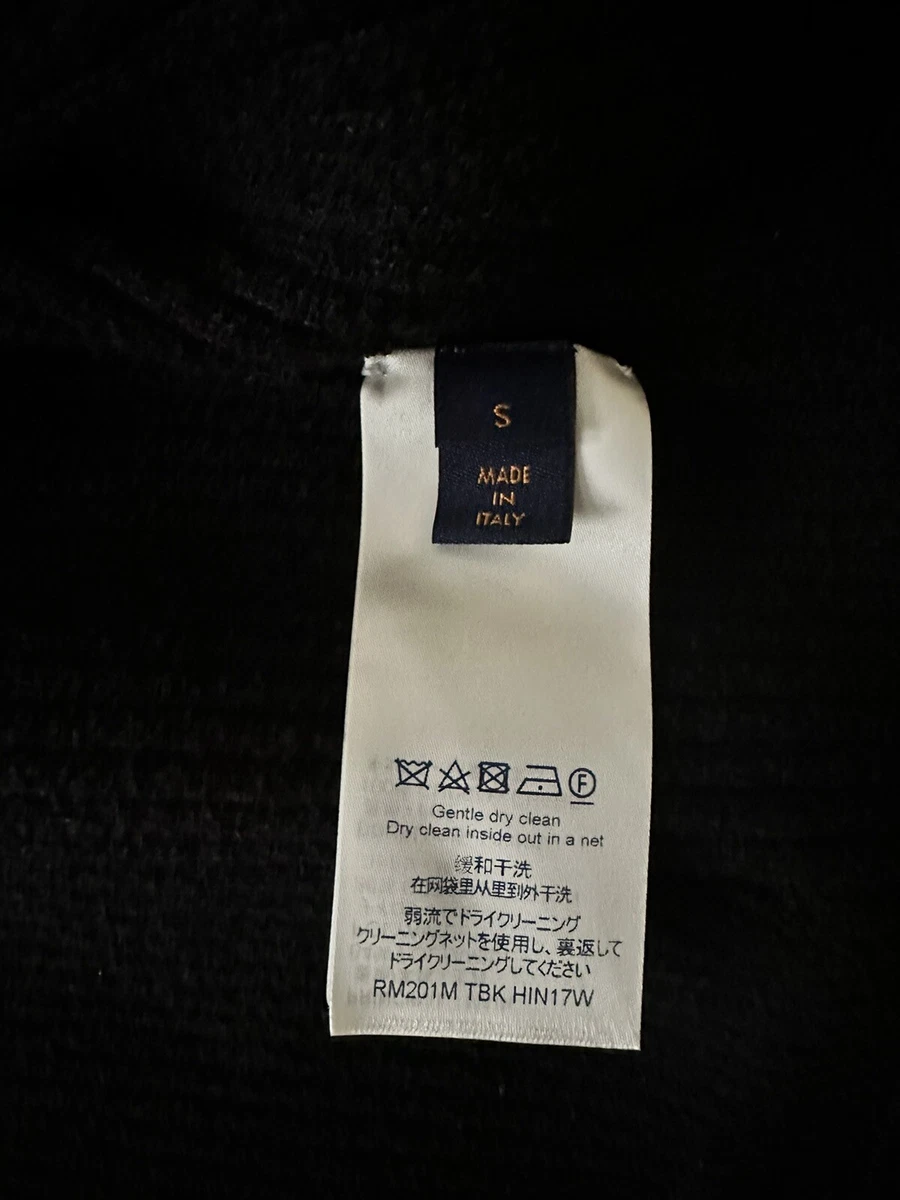 S
MADE
IN
ITALY
F
Gentle dry clean
Dry clean inside out in a net
缓和干洗
在网袋里从里到外干洗
弱流でドライクリーニング
クリーニングネットを使用し、裏返して
ドライクリーニングしてください
RM201M TBK HIN17W